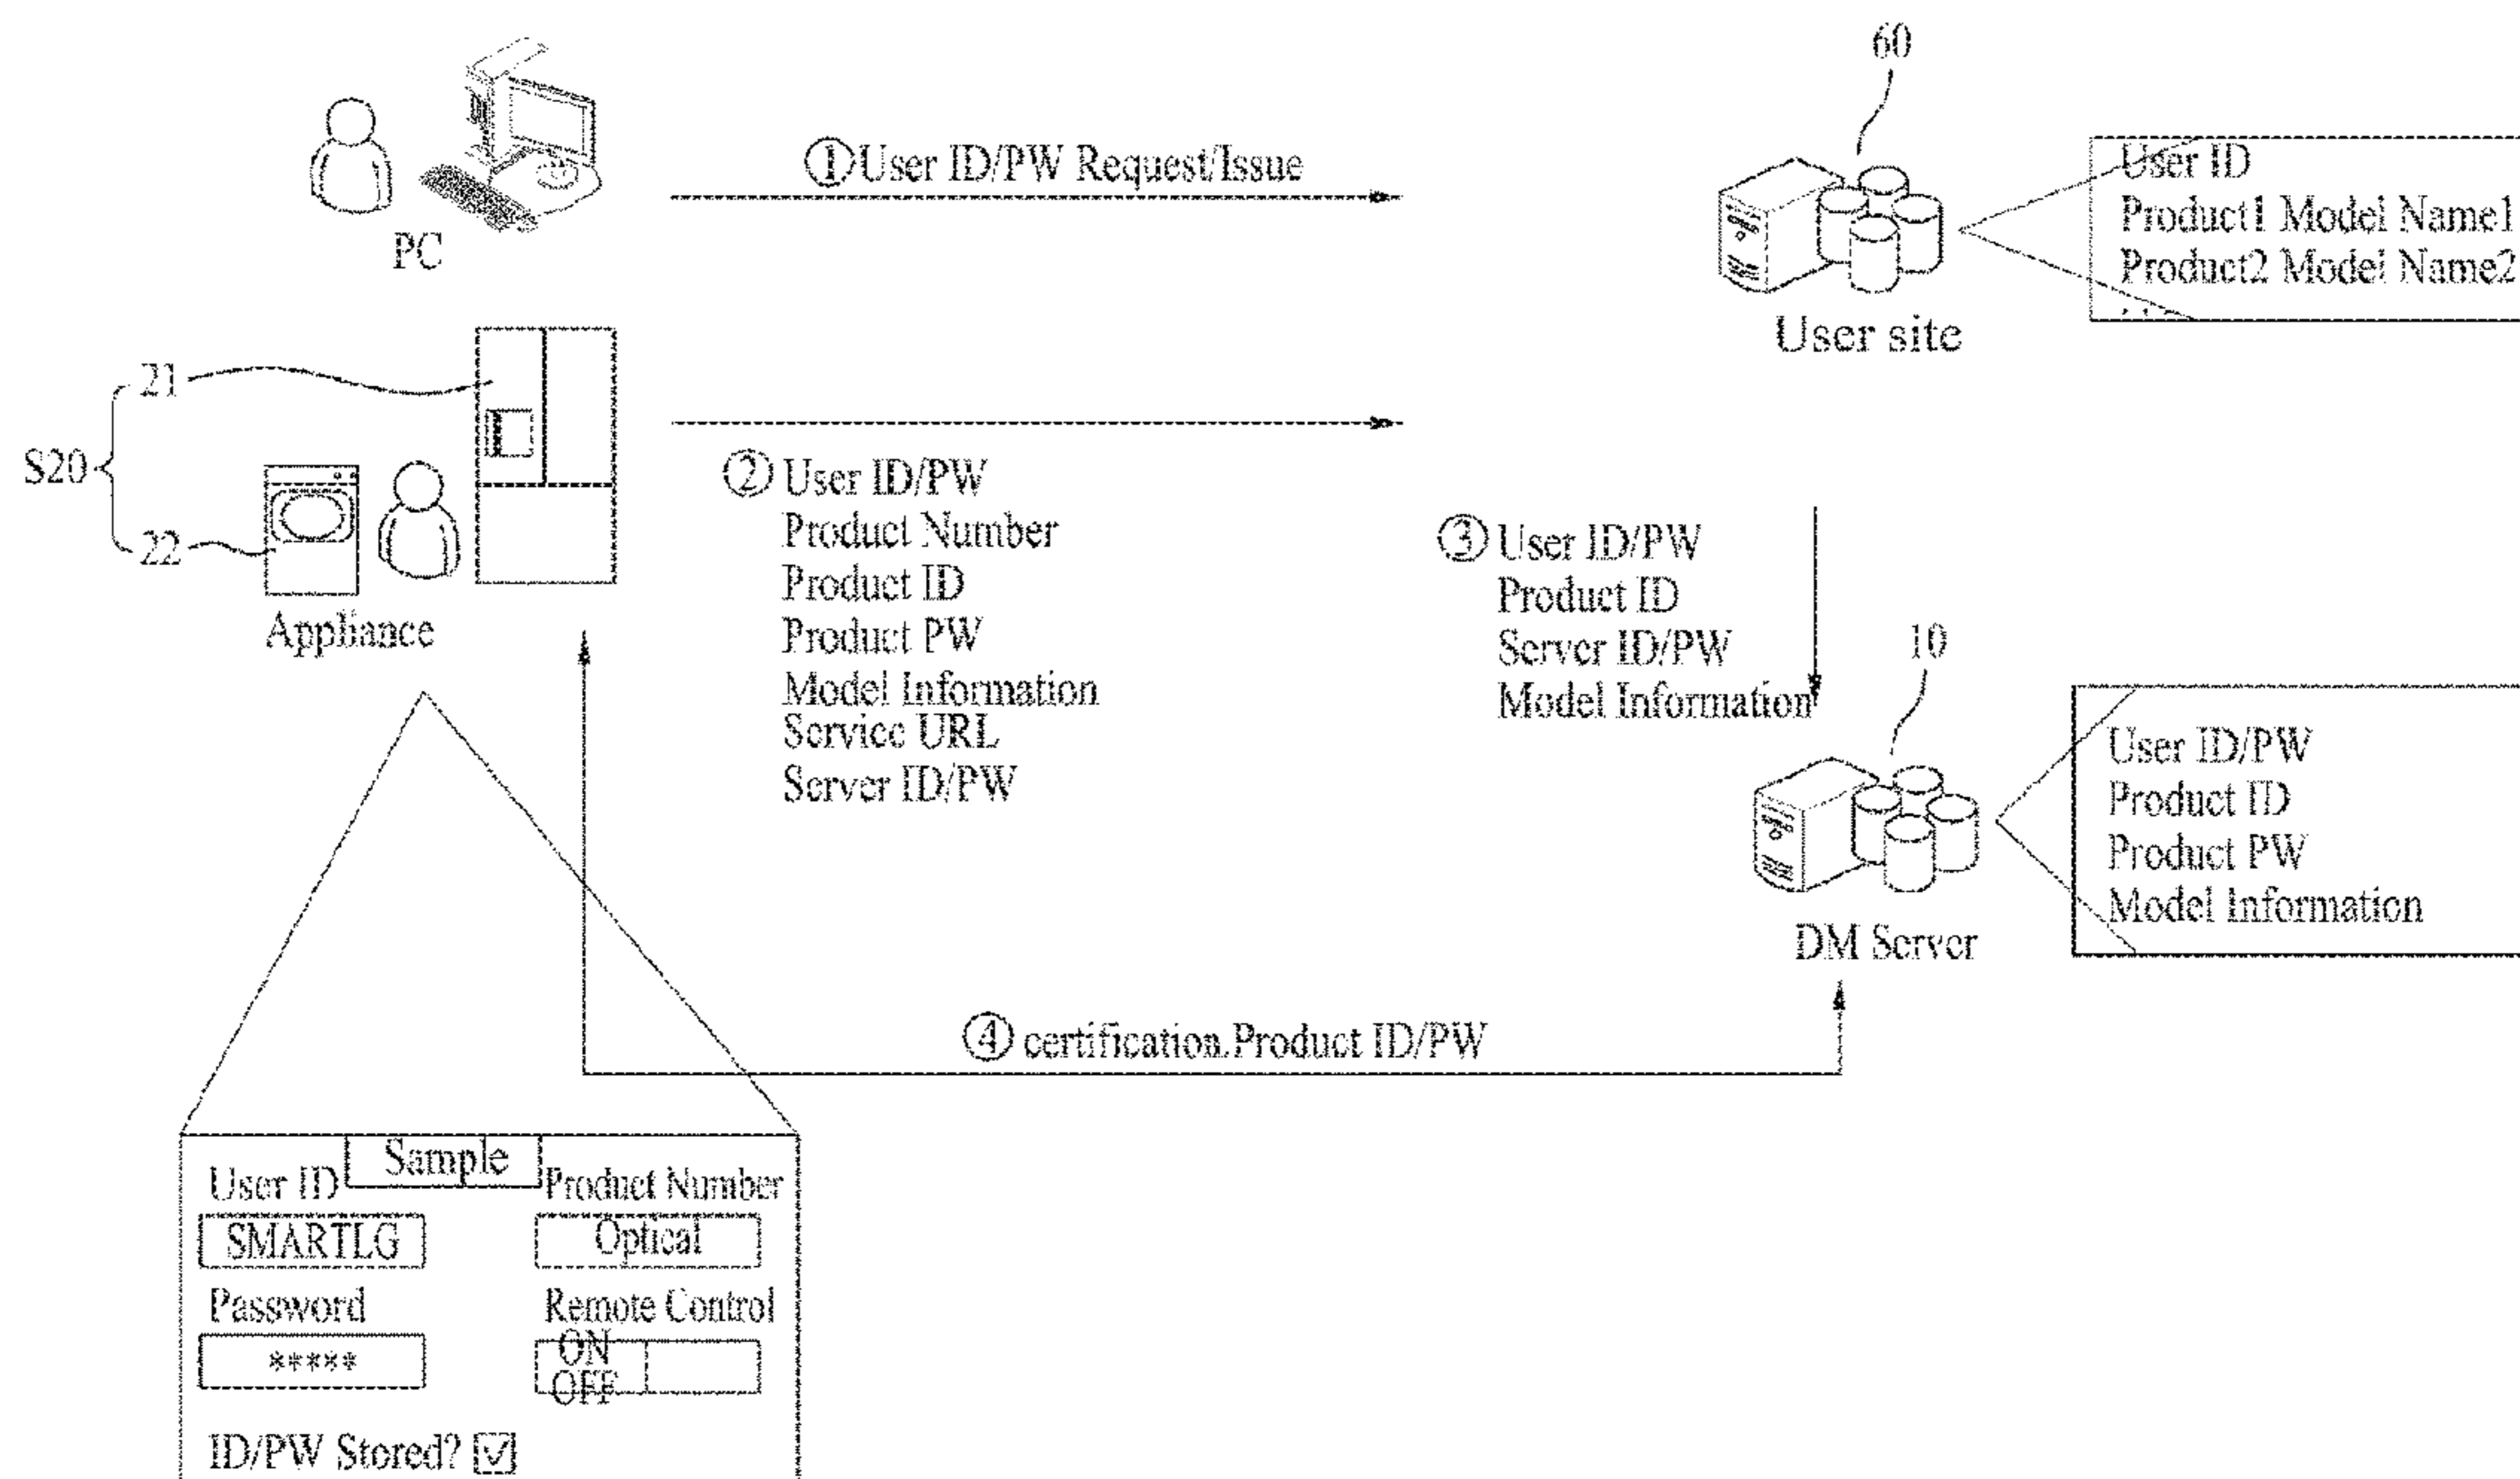 60
①User ID/PW Request/Issue
PC
User ID
Product1 Model Name1
Product2 Model Name2
...
User site
21
S20
22
Appliance
② User ID/PW
Product Number
Product ID
Product PW
Model Information
Service URL
Server ID/PW
③ User ID/PW
Product ID
Server ID/PW
Model Information
10
User ID/PW
Product ID
Product PW
Model Information
DM Server
④ certification.Product ID/PW
Sample
User ID
Product Number
SMARTLG
Optical
Password
Remote Control
*****
ON
OFF
ID/PW Stored?